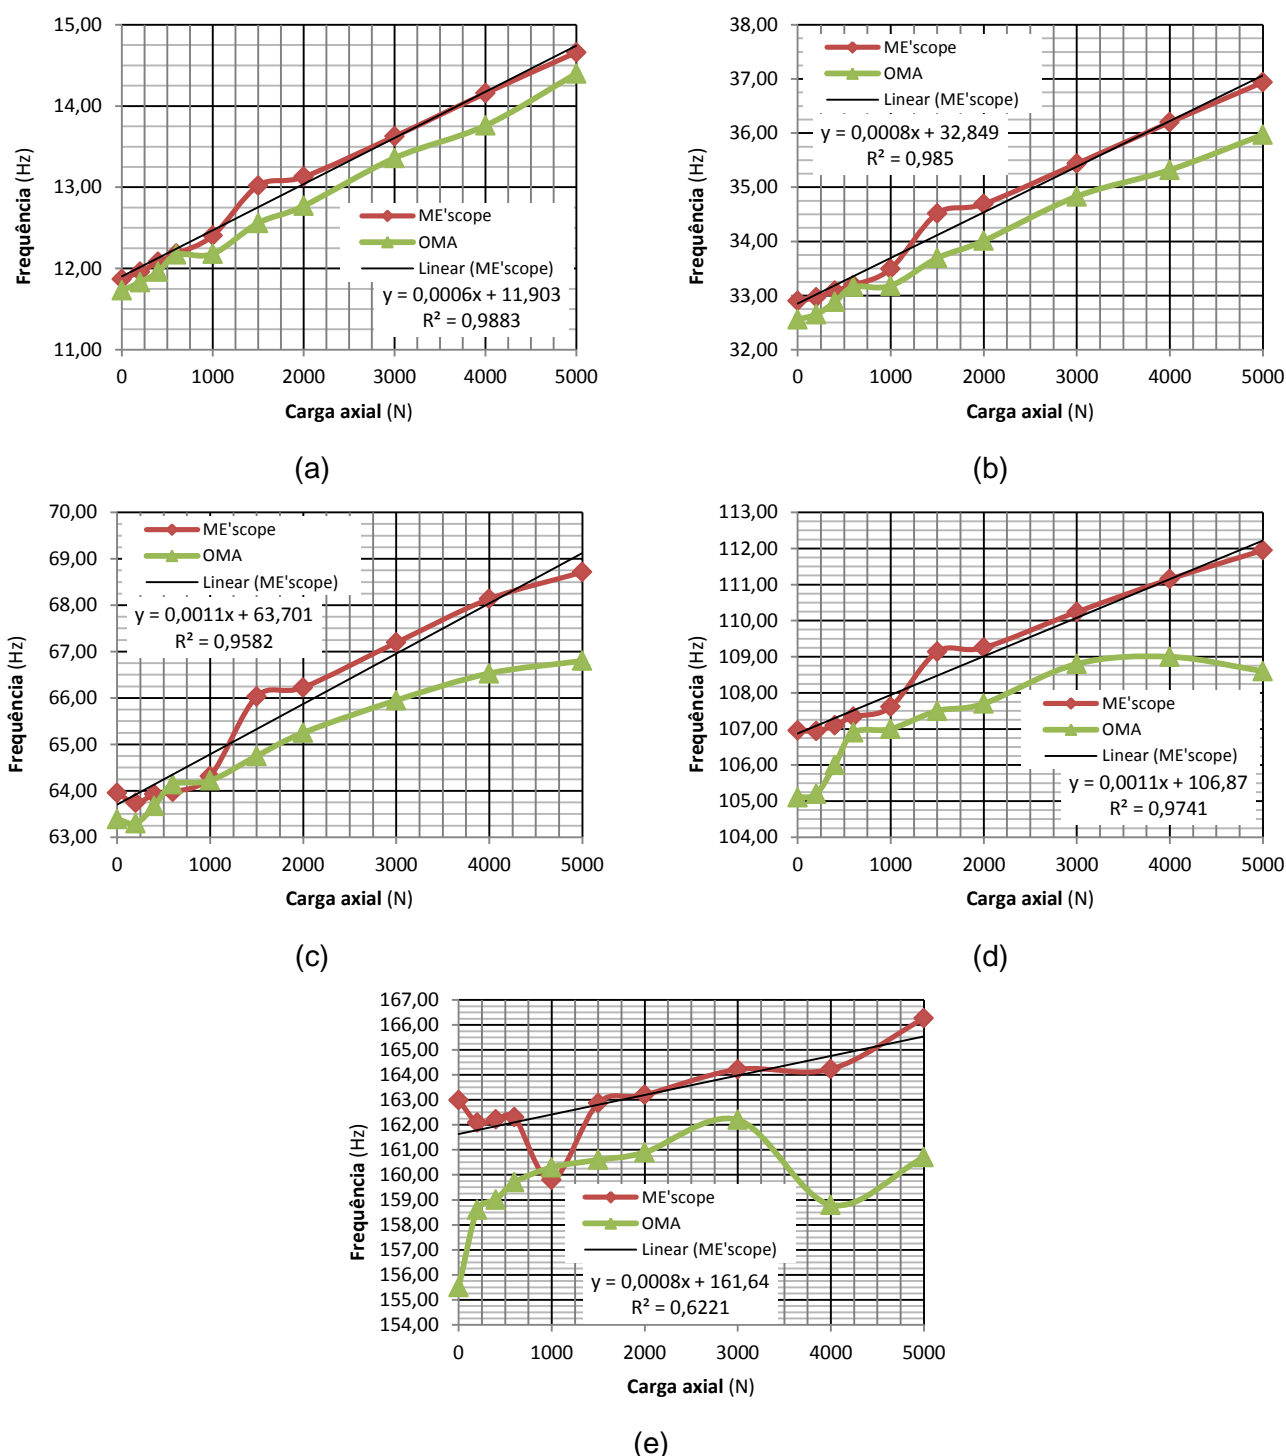 15,00
14,00
13,00
12,00
11,00
Frequência (Hz)
ME'scope
OMA
Linear (ME'scope)
y = 0,0006x + 11,903
R² = 0,9883
0 1000 2000 3000 4000 5000
Carga axial (N)
(a)
38,00
37,00
36,00
35,00
34,00
33,00
32,00
Frequência (Hz)
ME'scope
OMA
Linear (ME'scope)
y = 0,0008x + 32,849
R² = 0,985
0 1000 2000 3000 4000 5000
Carga axial (N)
(b)
70,00
69,00
68,00
67,00
66,00
65,00
64,00
63,00
Frequência (Hz)
ME'scope
OMA
Linear (ME'scope)
y = 0,0011x + 63,701
R² = 0,9582
0 1000 2000 3000 4000 5000
Carga axial (N)
(c)
113,00
112,00
111,00
110,00
109,00
108,00
107,00
106,00
105,00
104,00
Frequência (Hz)
ME'scope
OMA
Linear (ME'scope)
y = 0,0011x + 106,87
R² = 0,9741
0 1000 2000 3000 4000 5000
Carga axial (N)
(d)
167,00
166,00
165,00
164,00
163,00
162,00
161,00
160,00
159,00
158,00
157,00
156,00
155,00
154,00
Frequência (Hz)
ME'scope
OMA
Linear (ME'scope)
y = 0,0008x + 161,64
R² = 0,6221
0 1000 2000 3000 4000 5000
Carga axial (N)
(e)